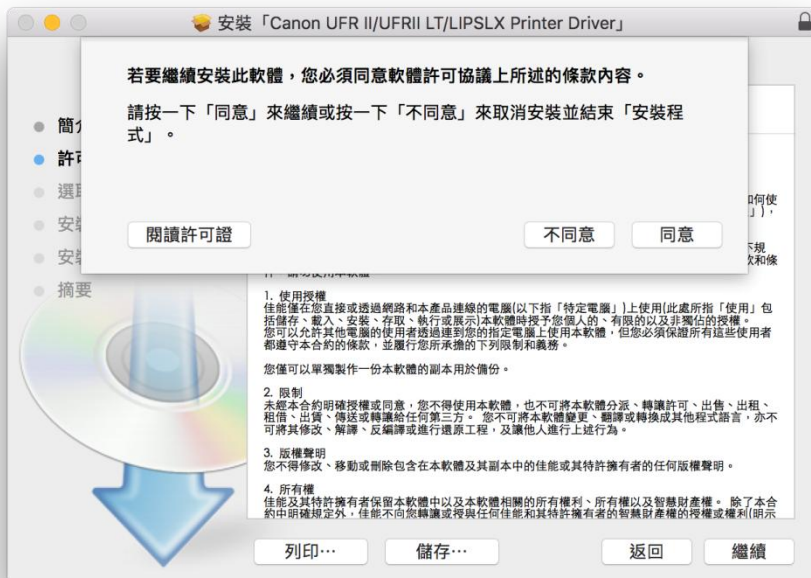 安裝「Canon UFR II/UFRII LT/LIPSLX Printer Driver」
若要繼續安裝此軟體，您必須同意軟體許可協議上所述的條款內容。
請按一下「同意」來繼續或按一下「不同意」來取消安裝並結束「安裝程
式」。
閱讀許可證
不同意
同意
簡介
許可
選取
安裝
安裝
摘要
如何使
」)，
不規
款和條
1. 使用授權
佳能僅在您直接或透過網路和本產品連線的電腦(以下指「特定電腦」)上使用(此處所指「使用」包
括儲存、載入、安裝、存取、執行或展示)本軟體時授予您個人的、有限的以及非獨佔的授權。
您可以允許其他電腦的使用者透過連到您的指定電腦上使用本軟體，但您必須保證所有這些使用者
都遵守本合約的條款，並履行您所承擔的下列限制和義務。
您僅可以單獨製作一份本軟體的副本用於備份。
2. 限制
未經本合約明確授權或同意，您不得使用本軟體，也不可將本軟體分派、轉讓許可、出售、出租、
租借、出賃、傳送或轉讓給任何第三方。 您不可將本軟體變更、翻譯或轉換成其他程式語言，亦不
可將其修改、解譯、反編譯或進行還原工程，及讓他人進行上述行為。
3. 版權聲明
您不得修改、移動或刪除包含在本軟體及其副本中的佳能或其特許擁有者的任何版權聲明。
4. 所有權
佳能及其特許擁有者保留本軟體中以及本軟體相關的所有權利、所有權以及智慧財產權。 除了本合
約中明確規定外，佳能不向您轉讓或授與任何佳能和其特許擁有者的智慧財產權的授權或權利(明示
列印⋯
儲存⋯
返回
繼續